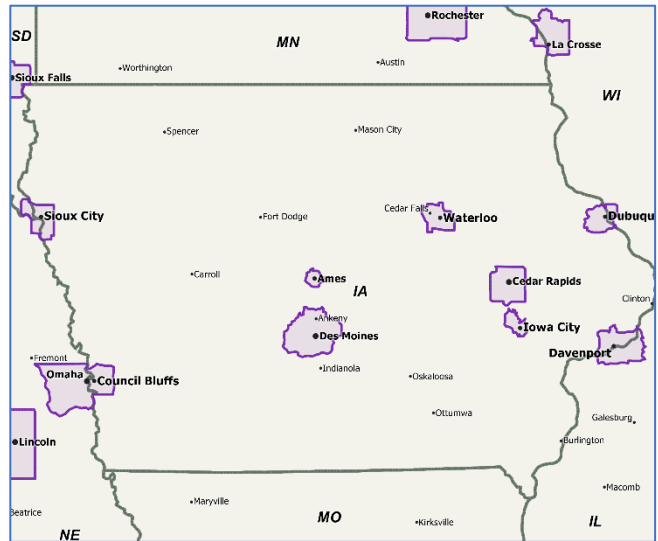 Rochester
SD
MN
La Crosse
Worthington
Austin
Sioux Falls
WI
Spencer
Mason City
Cedar Falls
Sioux City
Fort Dodge
Waterloo
Dubuqu
Carroll
Ames
Cedar Rapids
IA
Clinton
Ankeny
Iowa City
Des Moines
Davenport
Fremont
Indianola
Omaha
Council Bluffs
Oskaloosa
Ottumwa
Galesburg
Lincoln
Burlington
Macomb
Maryville
Beatrice
MO
Kirksville
IL
NE